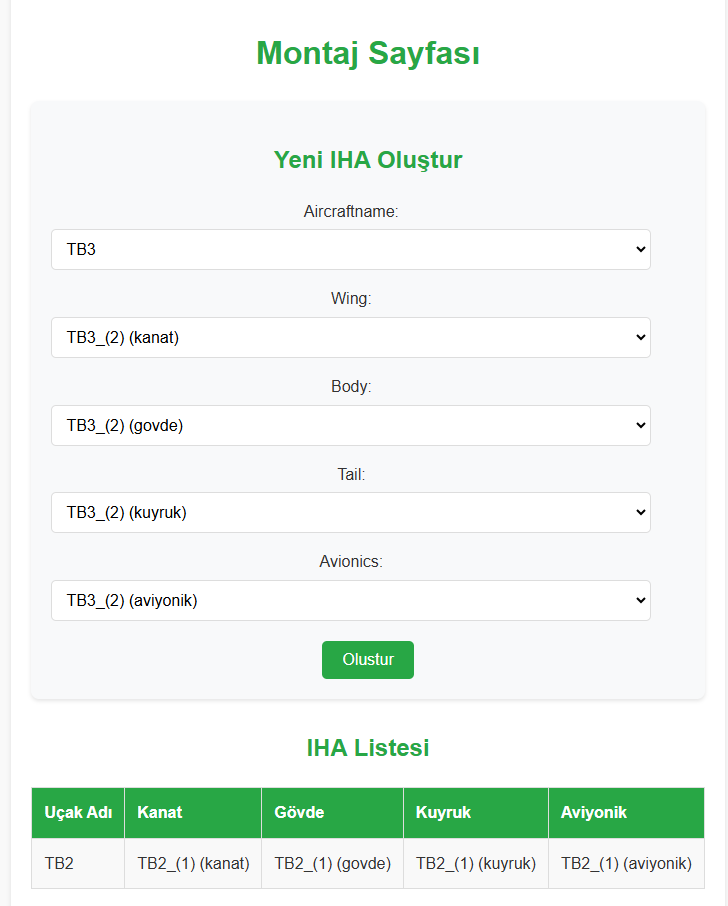 Montaj Sayfası
Yeni IHA Oluştur
Aircraftname:
TB3
Wing:
TB3_(2) (kanat)
Body:
TB3_(2) (govde)
Tail:
TB3_(2) (kuyruk)
Avionics:
TB3_(2) (aviyonik)
Olustur
IHA Listesi
Uçak Adı Kanat Gövde Kuyruk Aviyonik
TB2 TB2_(1) (kanat) TB2_(1) (govde) TB2_(1) (kuyruk) TB2_(1) (aviyonik)